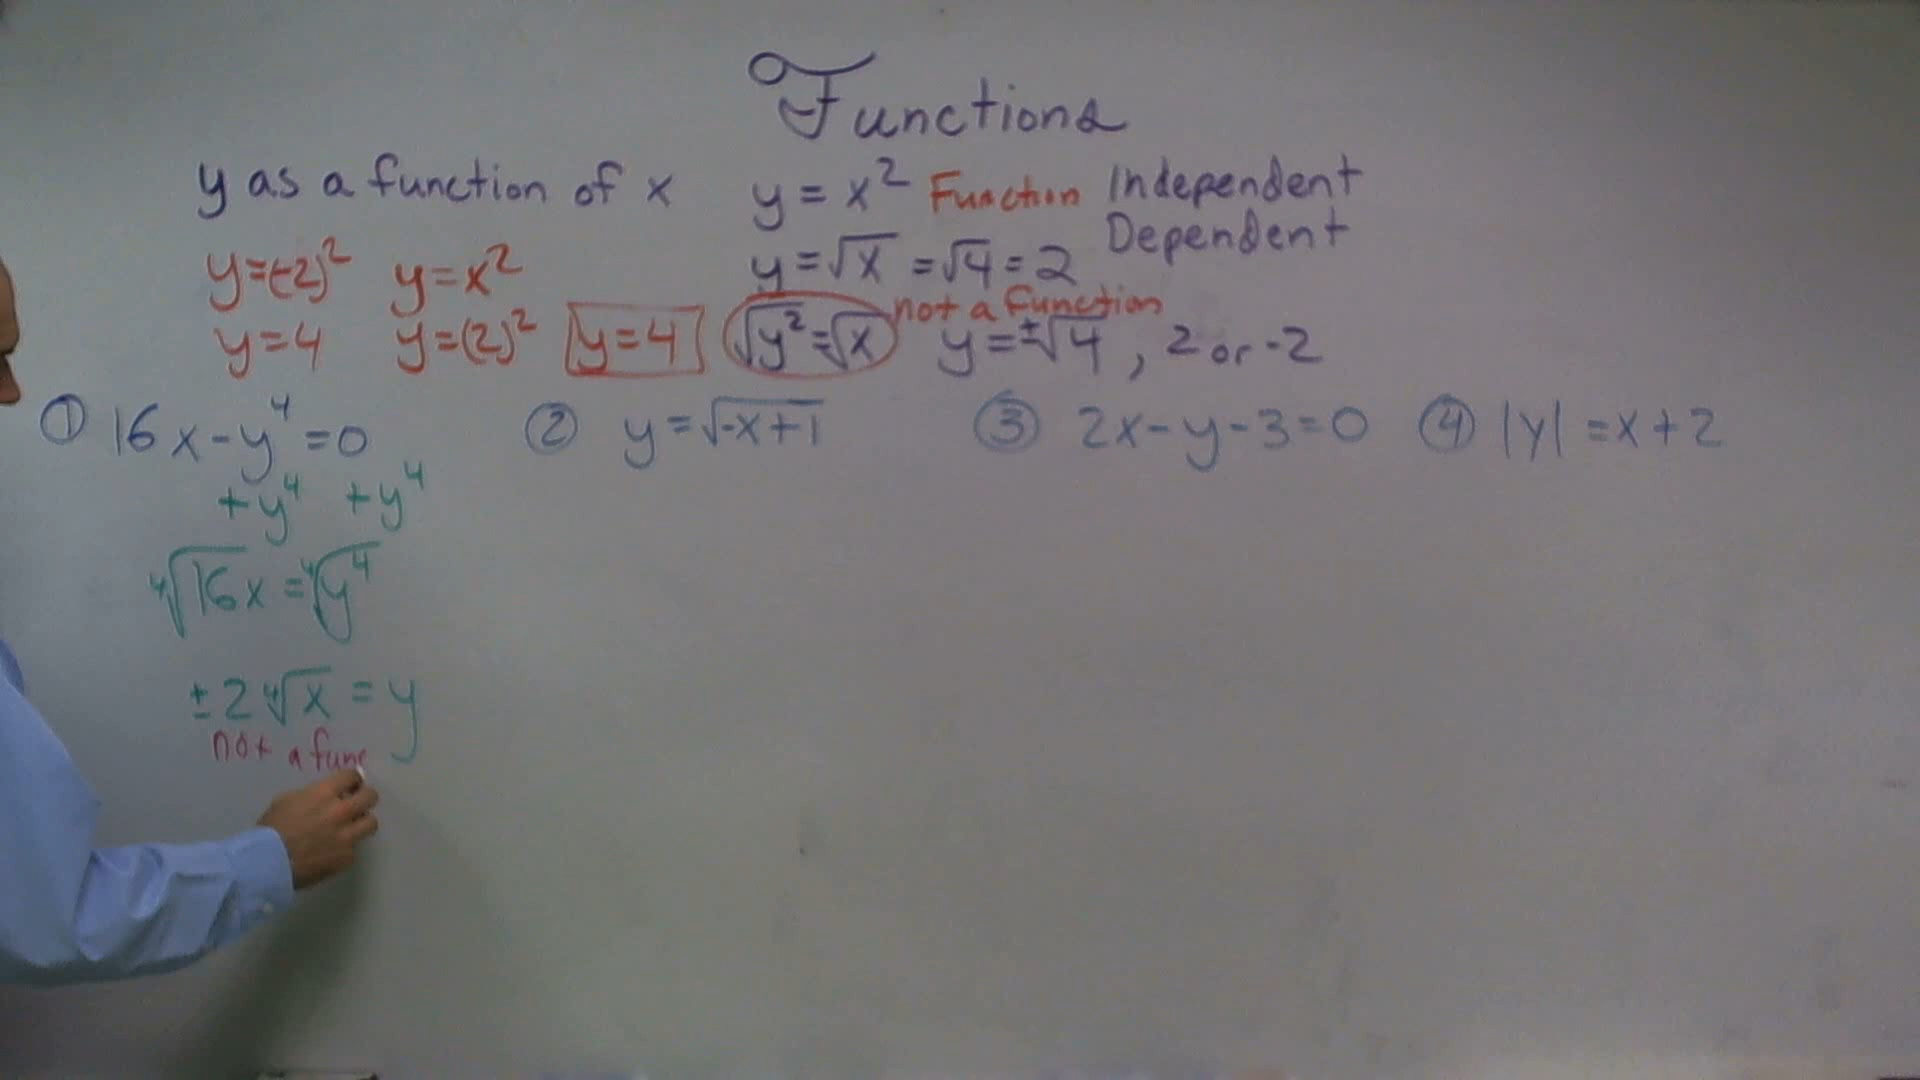 Functions
y as a function of x y = x² Function Independent
Dependent
y=(-2)² y=x² y=√x =√4=2
not a function
y=4 y=(2)² y=4 √y²=√x y=±√4, 2 or -2
① 16x-y⁴=0 ② y=√-x+1 ③ 2x-y-3=0 ④ |y|=x+2
+y⁴ +y⁴
⁴√16x=⁴√y⁴
±2⁴√x=y
not a func